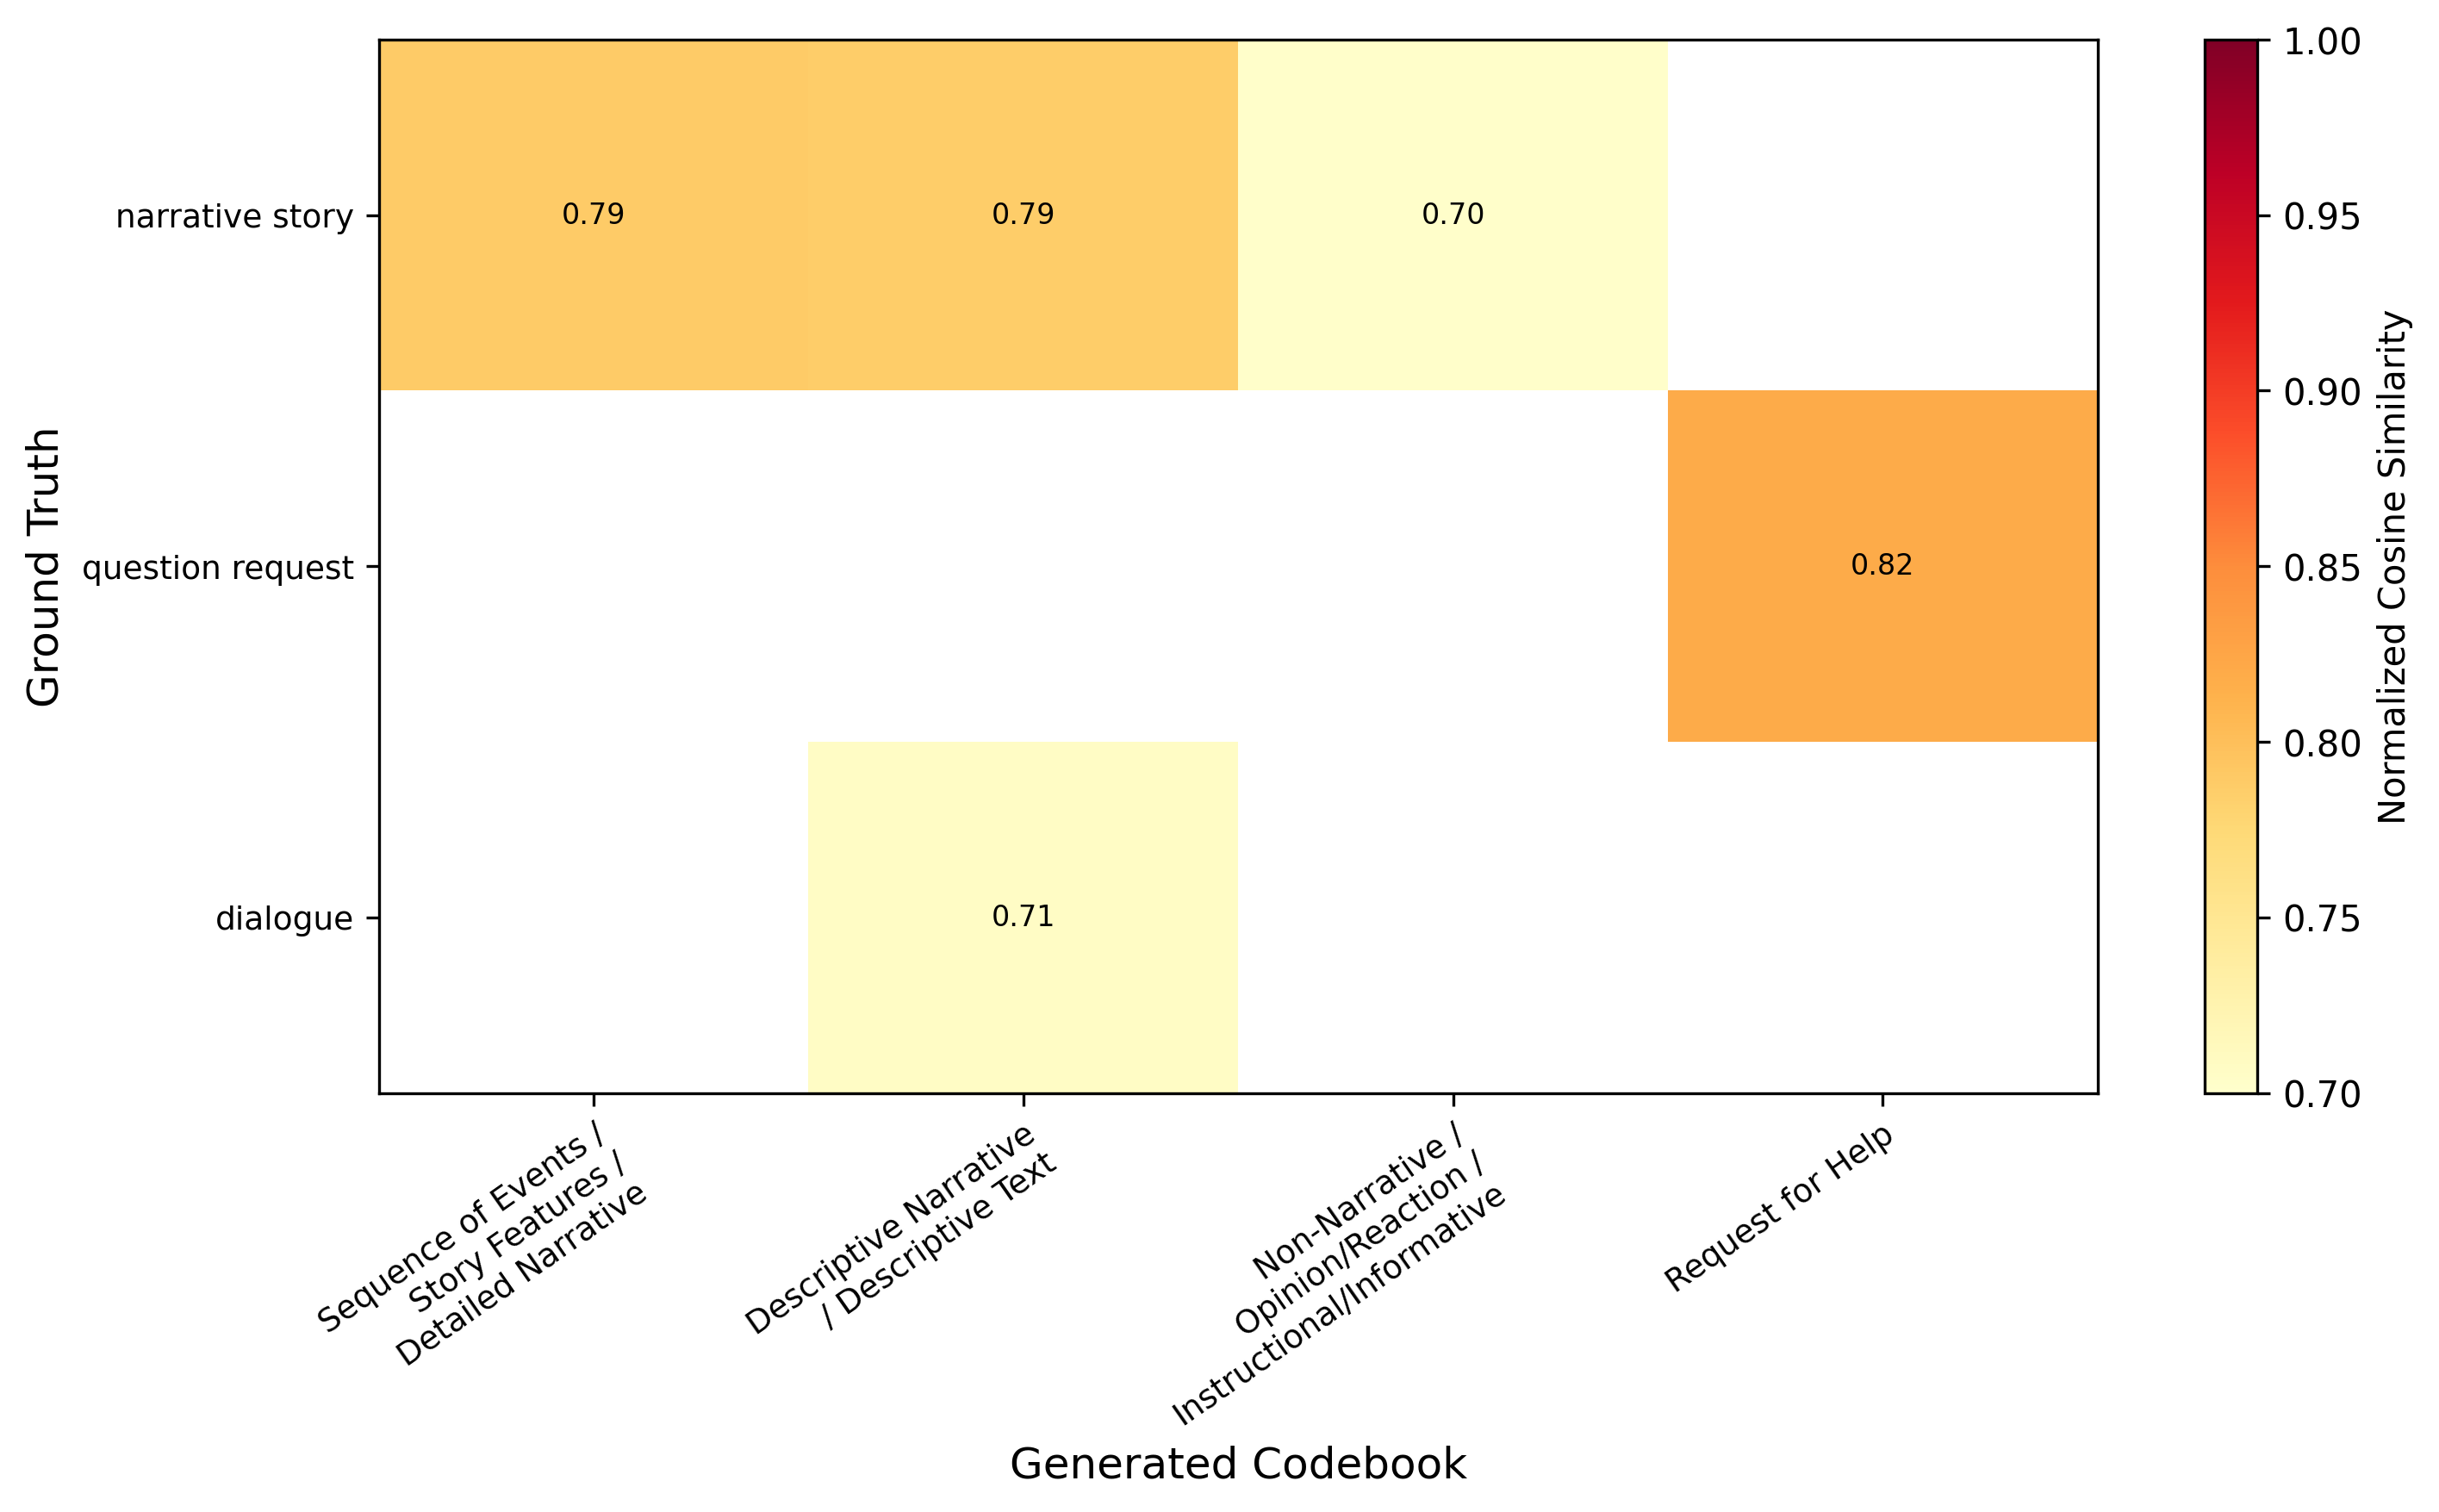 Ground Truth
narrative story
question request
dialogue
0.79
0.79
0.70
0.82
0.71
Sequence of Events /
Story Features /
Detailed Narrative
Descriptive Narrative
/ Descriptive Text
Non-Narrative /
Opinion/Reaction /
Instructional/Informative
Request for Help
Generated Codebook
1.00
0.95
0.90
0.85
0.80
0.75
0.70
Normalized Cosine Similarity